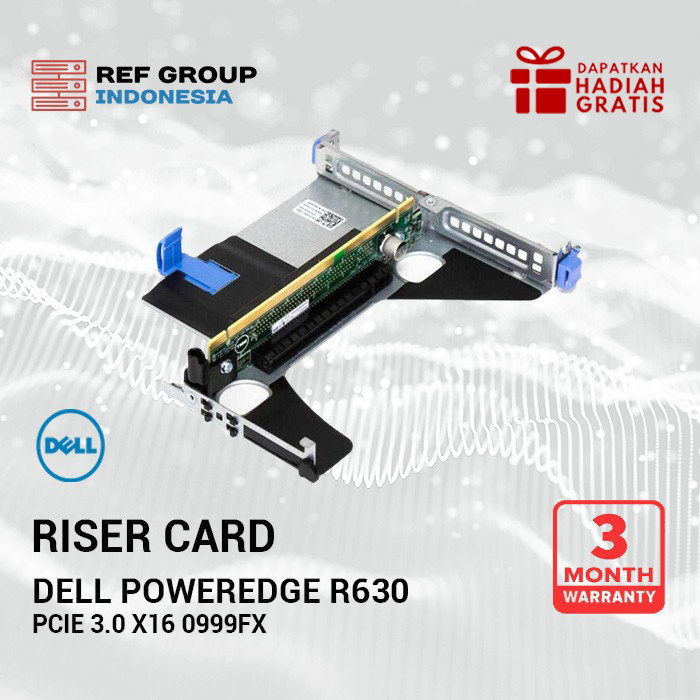 REF GROUP
INDONESIA
DAPATKAN
HADIAH
GRATIS
DELL
DELL
RISER CARD
DELL POWEREDGE R630
PCIE 3.0 X16 0999FX
3
MONTH
WARRANTY